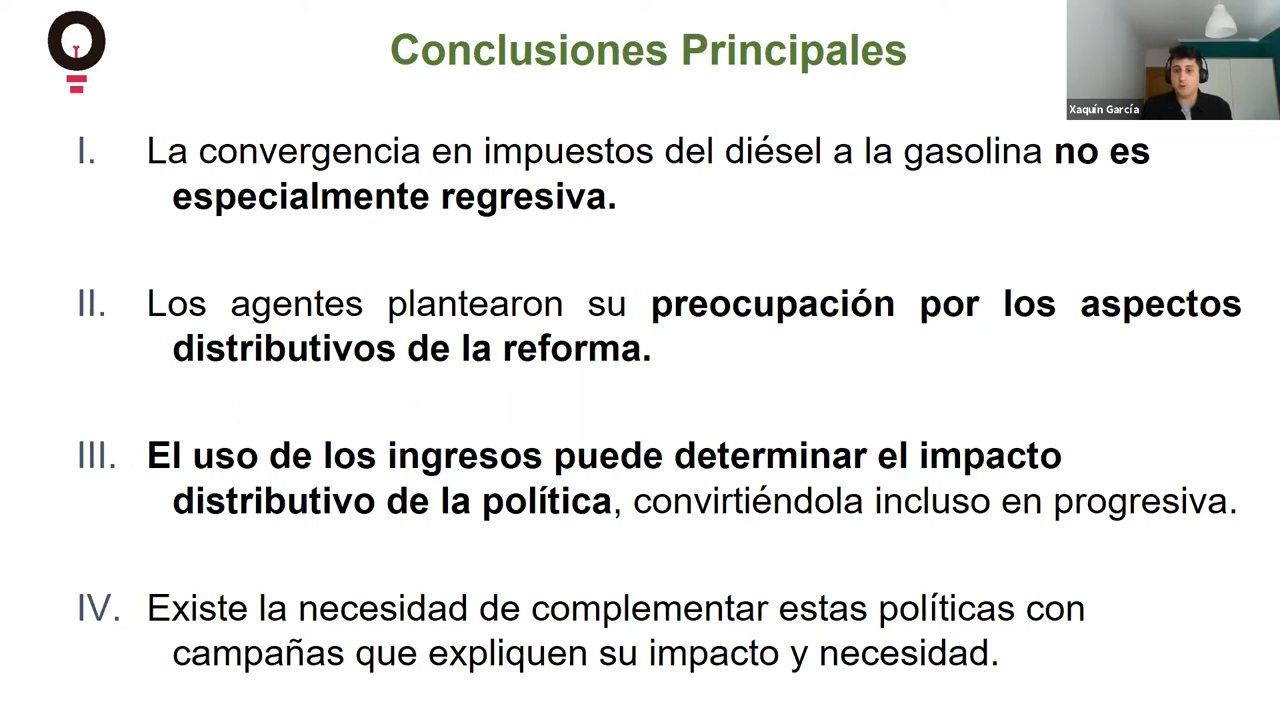 Conclusiones Principales
Xaquín García
I. La convergencia en impuestos del diésel a la gasolina no es
especialmente regresiva.
II. Los agentes plantearon su preocupación por los aspectos
distributivos de la reforma.
III. El uso de los ingresos puede determinar el impacto
distributivo de la política, convirtiéndola incluso en progresiva.
IV. Existe la necesidad de complementar estas políticas con
campañas que expliquen su impacto y necesidad.